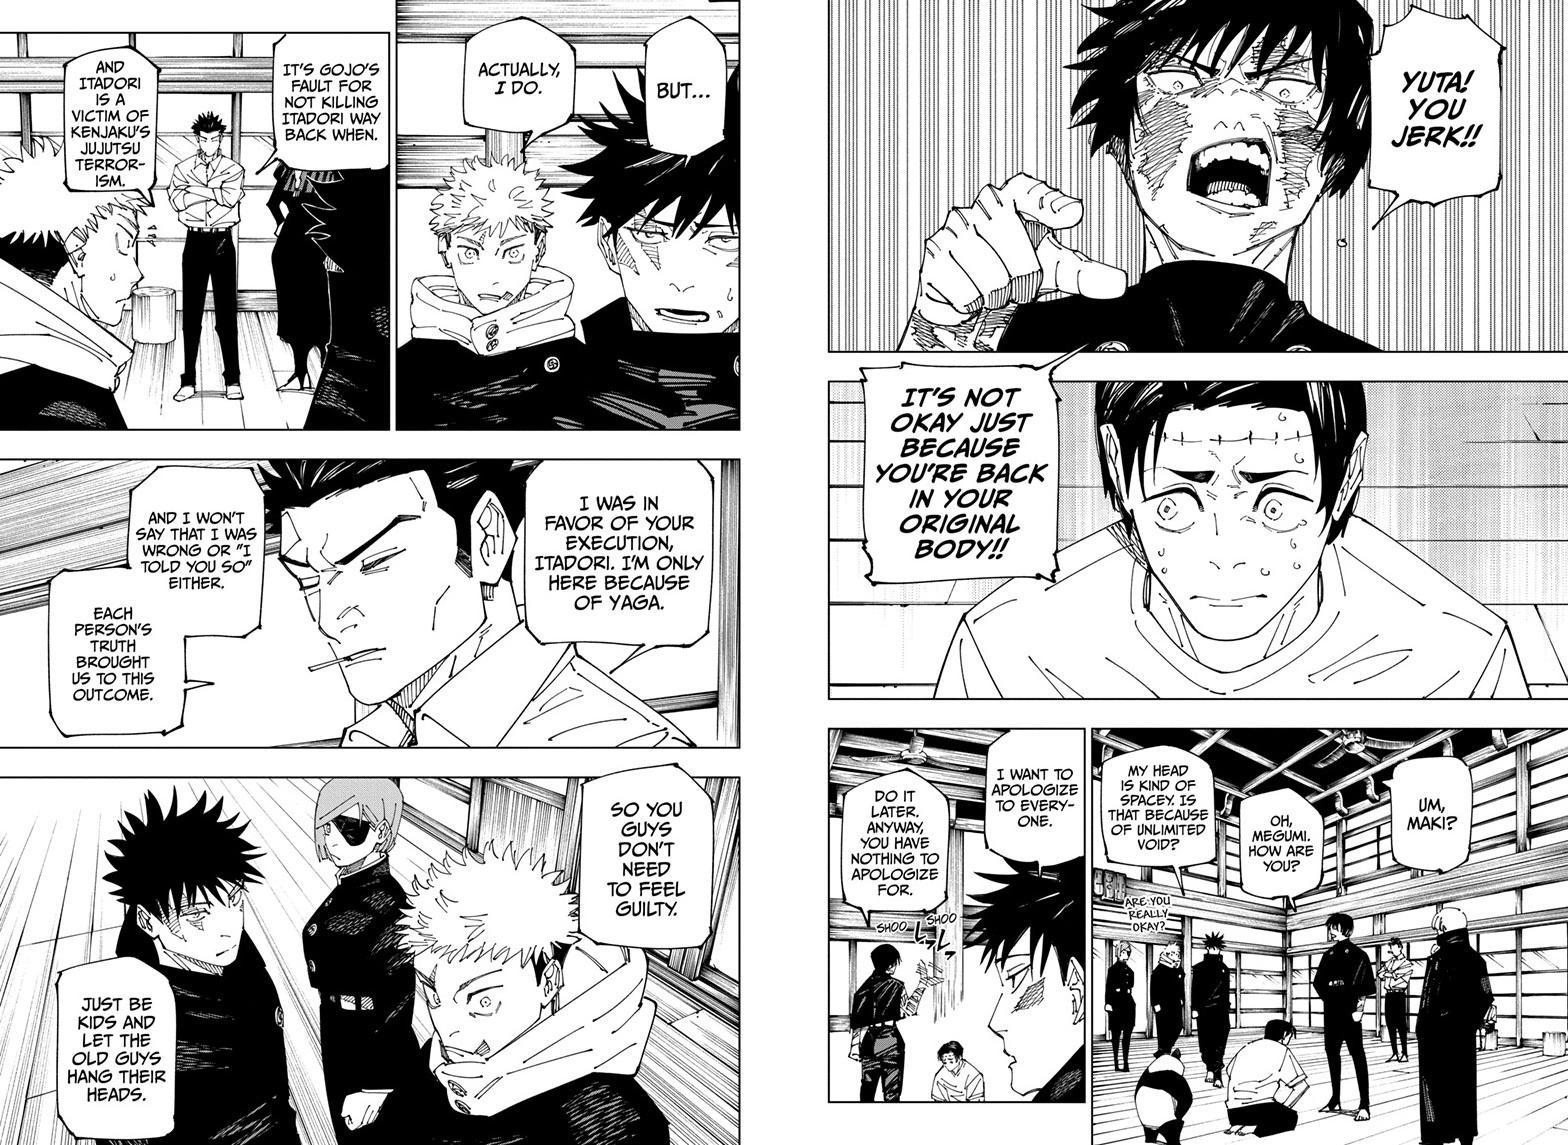 YUTA!
YOU
JERK!!
IT'S NOT
OKAY JUST
BECAUSE
YOU'RE BACK
IN YOUR
ORIGINAL
BODY!!
UM,
MAKI?
OH,
MEGUMI.
HOW ARE
YOU?
MY HEAD
IS KIND OF
SPACEY. IS
THAT BECAUSE
OF UNLIMITED
VOID?
ARE YOU
REALLY
OKAY?
I WANT TO
APOLOGIZE
TO EVERY-
ONE.
DO IT
LATER.
ANYWAY,
YOU HAVE
NOTHING TO
APOLOGIZE
FOR.
SHOO
SHOO
BUT...
ACTUALLY,
I DO.
IT'S GOJO'S
FAULT FOR
NOT KILLING
ITADORI WAY
BACK WHEN.
AND
ITADORI
IS A
VICTIM OF
KENJAKU'S
JUJUTSU
TERROR-
ISM.
I WAS IN
FAVOR OF YOUR
EXECUTION,
ITADORI. I'M ONLY
HERE BECAUSE
OF YAGA.
AND I WON'T
SAY THAT I WAS
WRONG OR "I
TOLD YOU SO"
EITHER.
EACH
PERSON'S
TRUTH
BROUGHT
US TO THIS
OUTCOME.
SO YOU
GUYS
DON'T
NEED
TO FEEL
GUILTY.
JUST BE
KIDS AND
LET THE
OLD GUYS
HANG THEIR
HEADS.